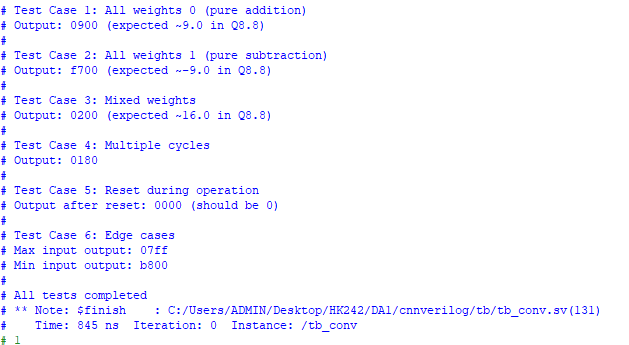 # Test Case 1: All weights 0 (pure addition)
# Output: 0900 (expected ~9.0 in Q8.8)
#
# Test Case 2: All weights 1 (pure subtraction)
# Output: f700 (expected ~-9.0 in Q8.8)
#
# Test Case 3: Mixed weights
# Output: 0200 (expected ~16.0 in Q8.8)
#
# Test Case 4: Multiple cycles
# Output: 0180
#
# Test Case 5: Reset during operation
# Output after reset: 0000 (should be 0)
#
# Test Case 6: Edge cases
# Max input output: 07ff
# Min input output: b800
#
# All tests completed
# ** Note: $finish    : C:/Users/ADMIN/Desktop/HK242/DA1/cnnverilog/tb/tb_conv.sv(131)
#    Time: 845 ns  Iteration: 0  Instance: /tb_conv
# 1